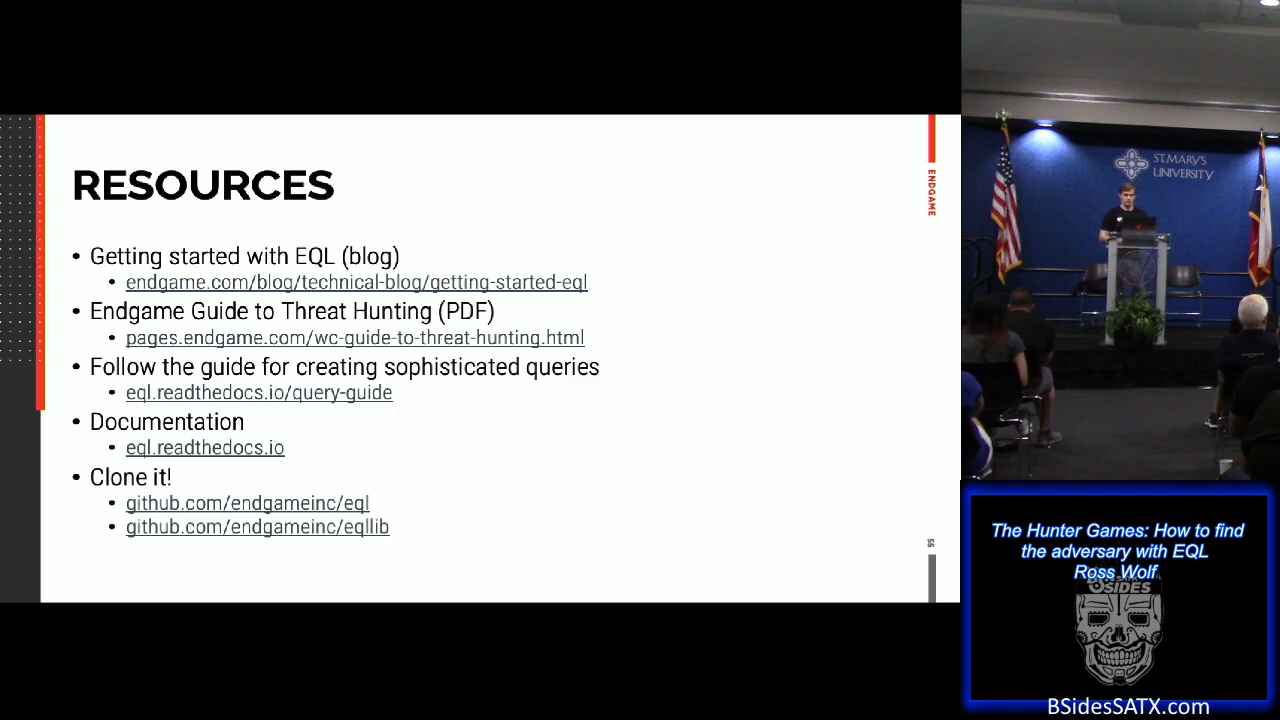 RESOURCES
• Getting started with EQL (blog)
• endgame.com/blog/technical-blog/getting-started-eql
• Endgame Guide to Threat Hunting (PDF)
• pages.endgame.com/wc-guide-to-threat-hunting.html
• Follow the guide for creating sophisticated queries
• eql.readthedocs.io/query-guide
• Documentation
• eql.readthedocs.io
• Clone it!
• github.com/endgameinc/eql
• github.com/endgameinc/eqllib
ENDGAME
55
ST. MARY'S
UNIVERSITY
The Hunter Games: How to find
the adversary with EQL
Ross Wolf
BSIDES
BSidesSATX.com